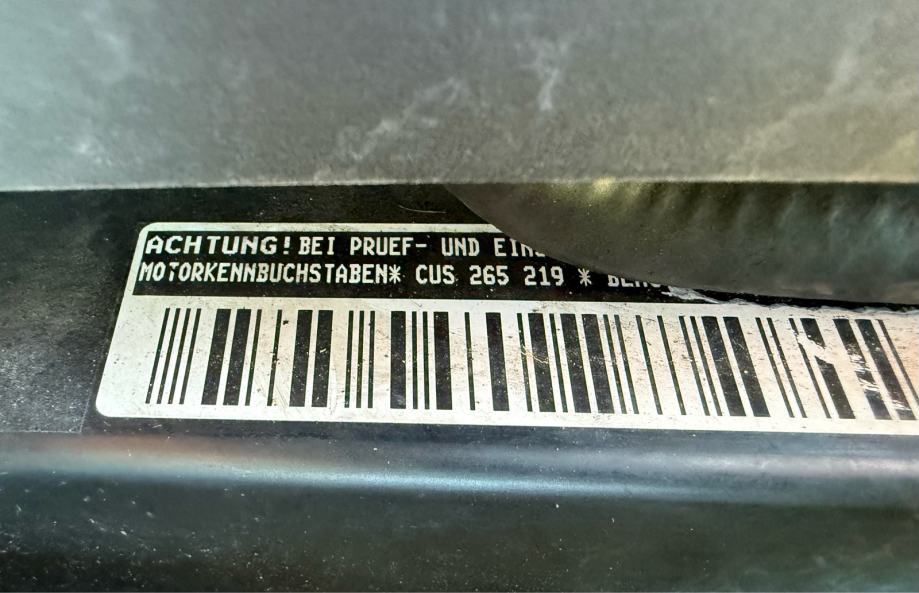 ACHTUNG! BEI PRUEF- UND
MOTORKENNBUCHSTABEN* CUS 265 219 *